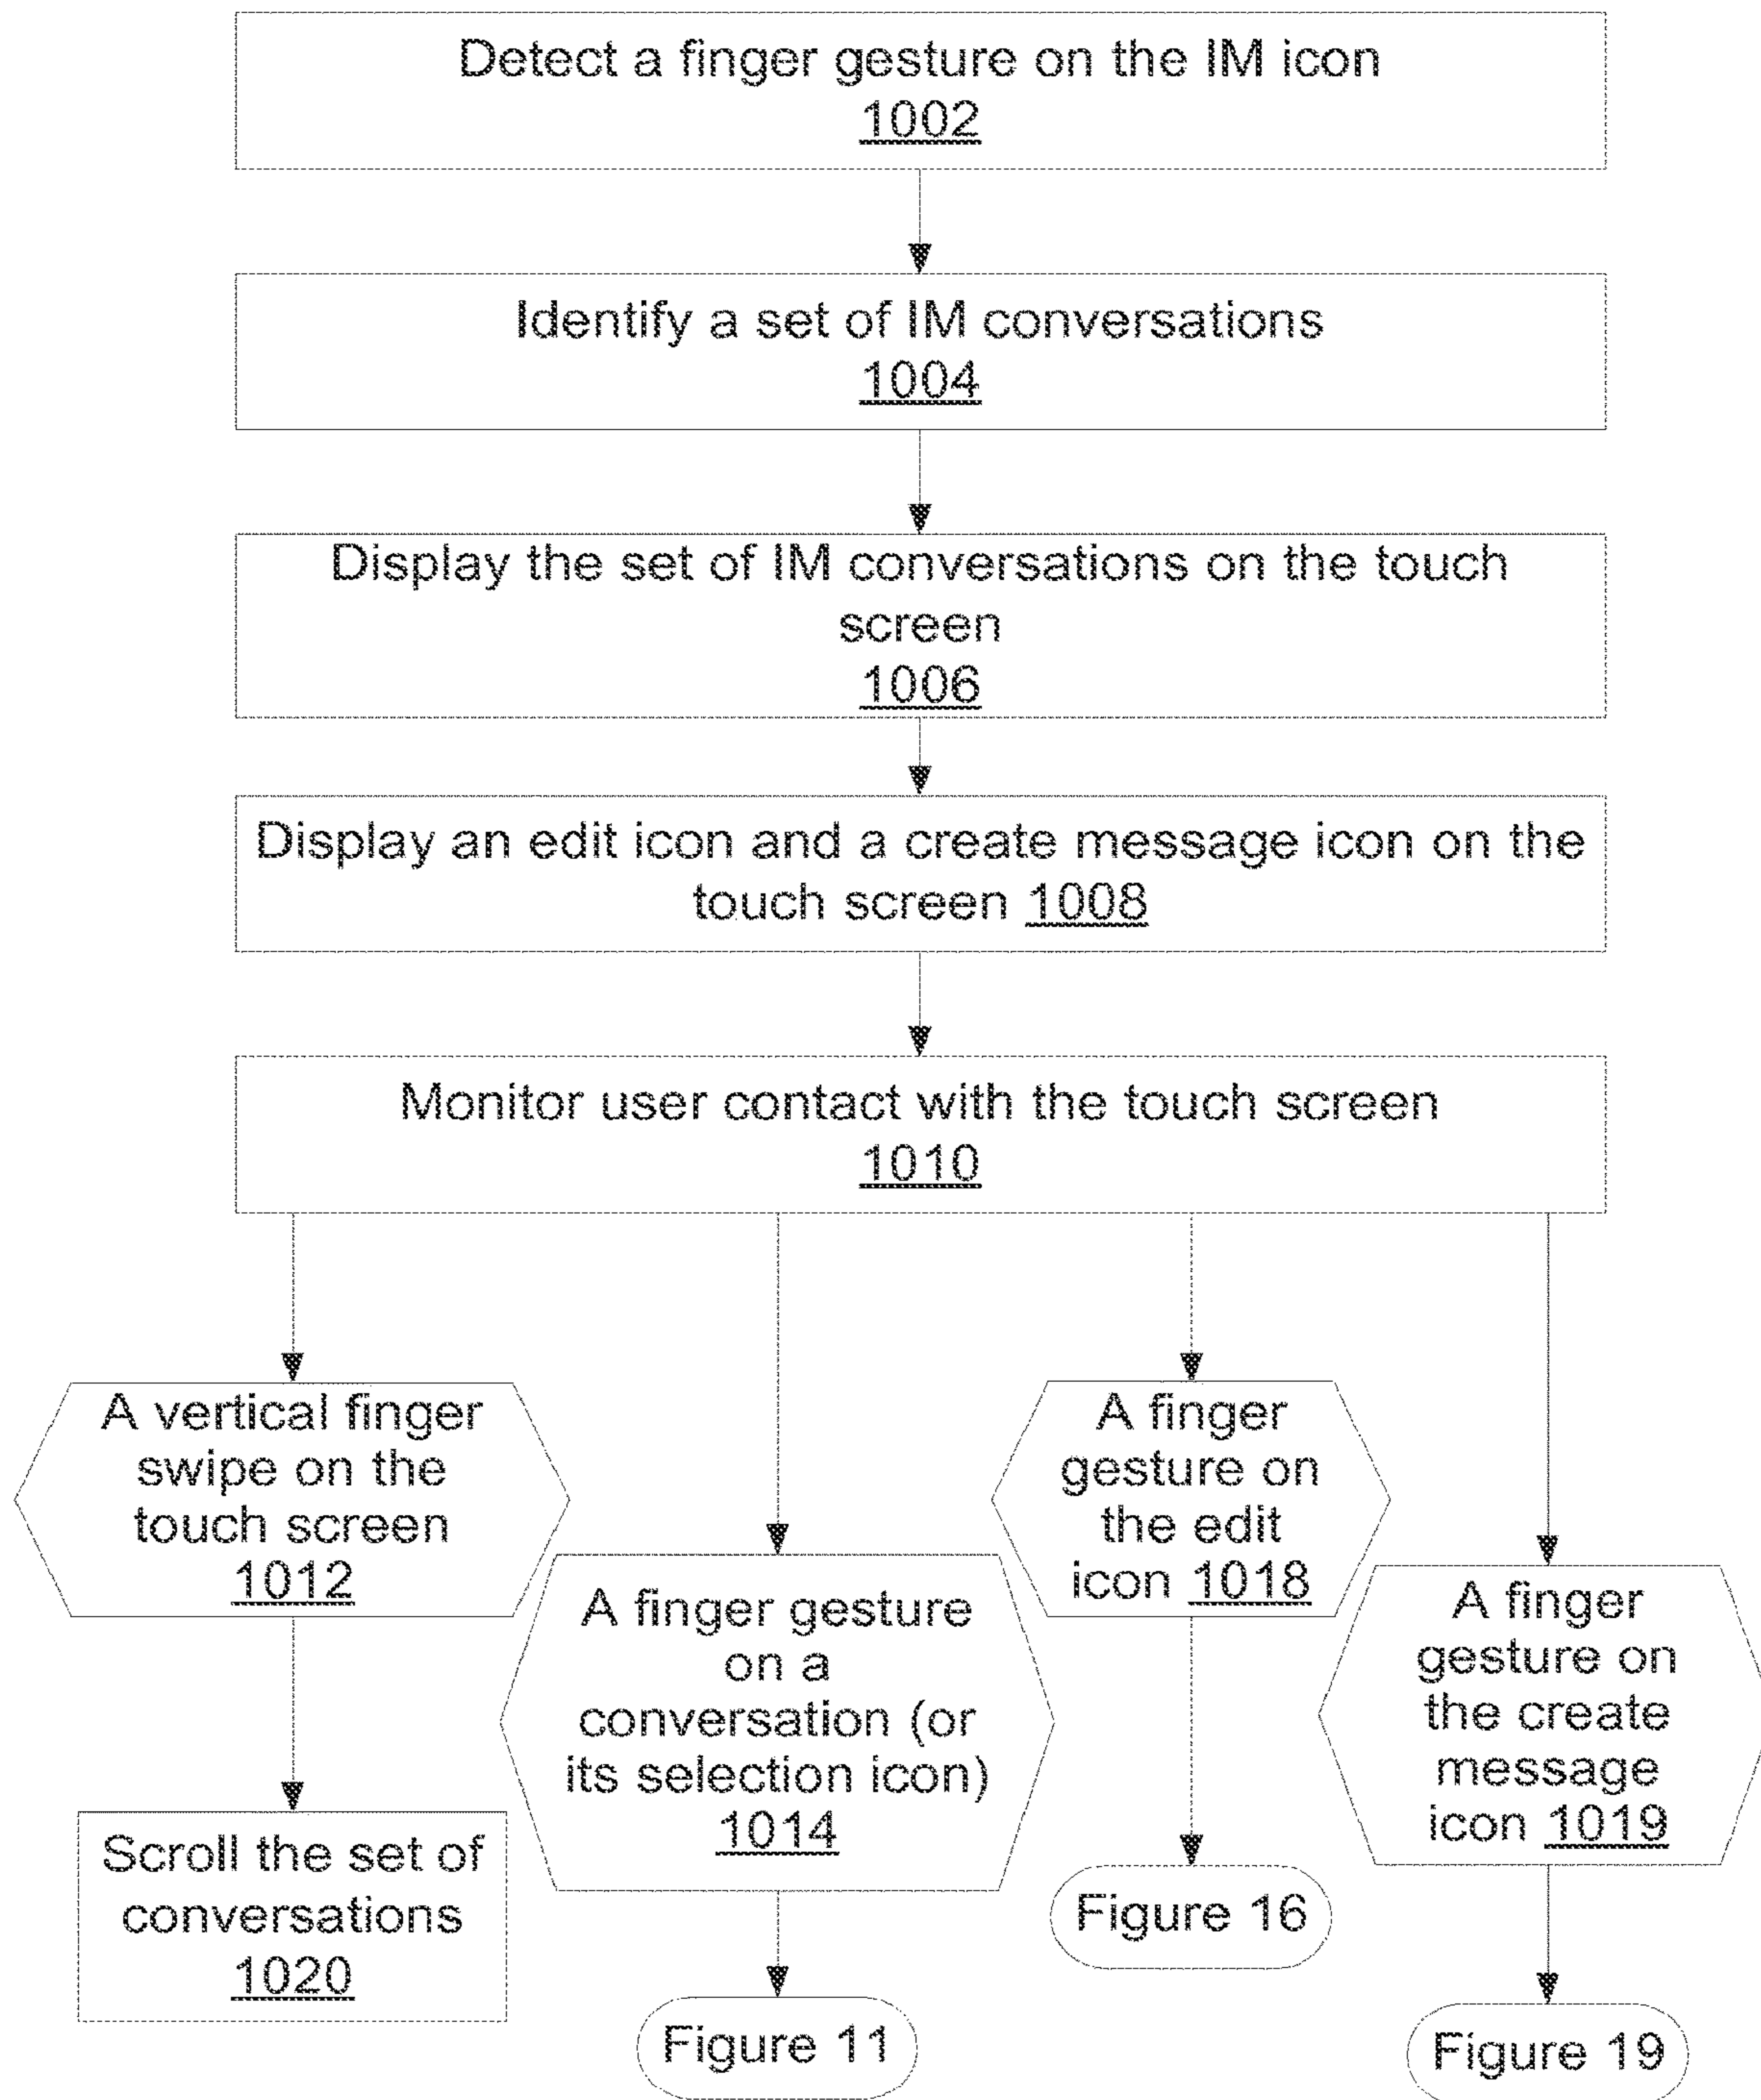 Detect a finger gesture on the IM icon
1002
Identify a set of IM conversations
1004
Display the set of IM conversations on the touch
screen
1006
Display an edit icon and a create message icon on the
touch screen 1008
Monitor user contact with the touch screen
1010
A vertical finger
swipe on the
touch screen
1012
Scroll the set of
conversations
1020
A finger gesture
on a
conversation (or
its selection icon)
1014
Figure 11
A finger
gesture on
the edit
icon 1018
Figure 16
A finger
gesture on
the create
message
icon 1019
Figure 19